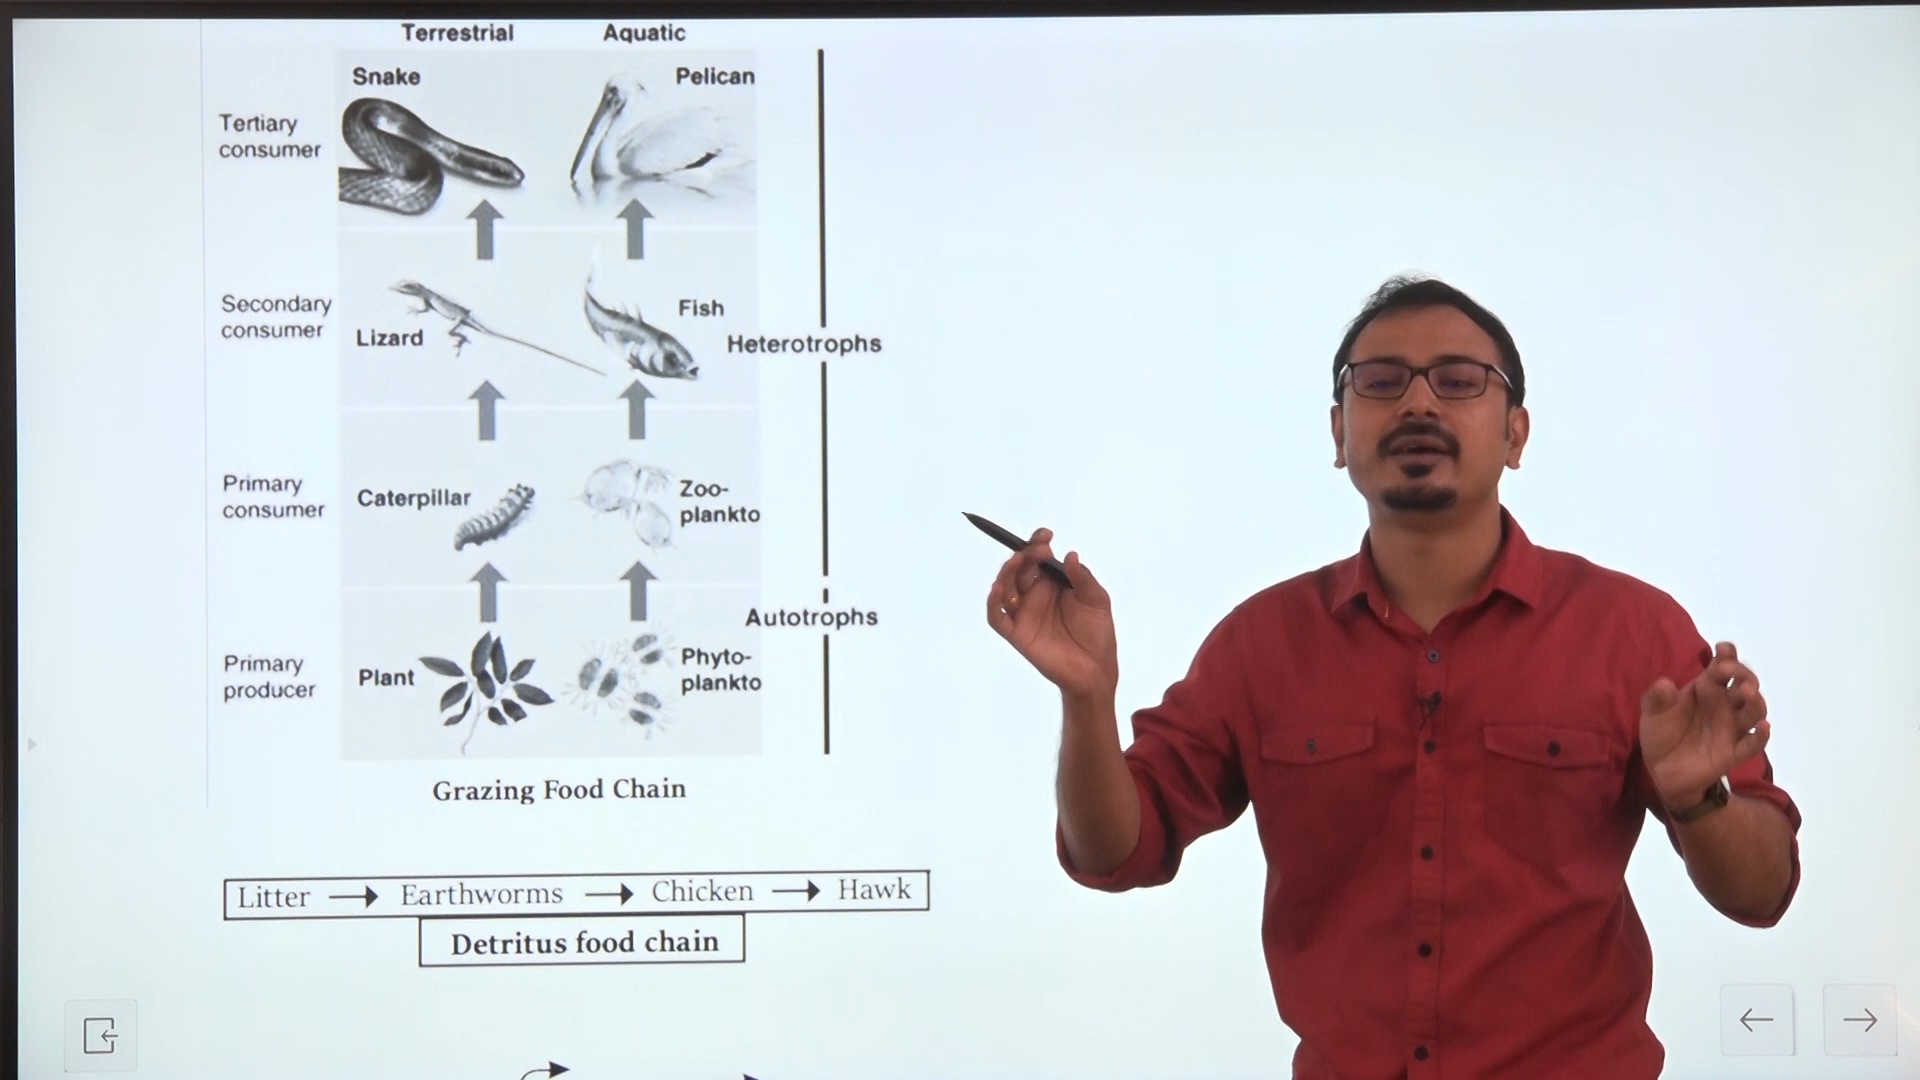 Terrestrial Aquatic
Snake Pelican
Tertiary
consumer
Secondary
consumer
Lizard
Fish
Heterotrophs
Primary
consumer
Caterpillar
Zoo-
plankto
Autotrophs
Primary
producer
Plant
Phyto-
plankto
Grazing Food Chain
Litter Earthworms Chicken Hawk
Detritus food chain